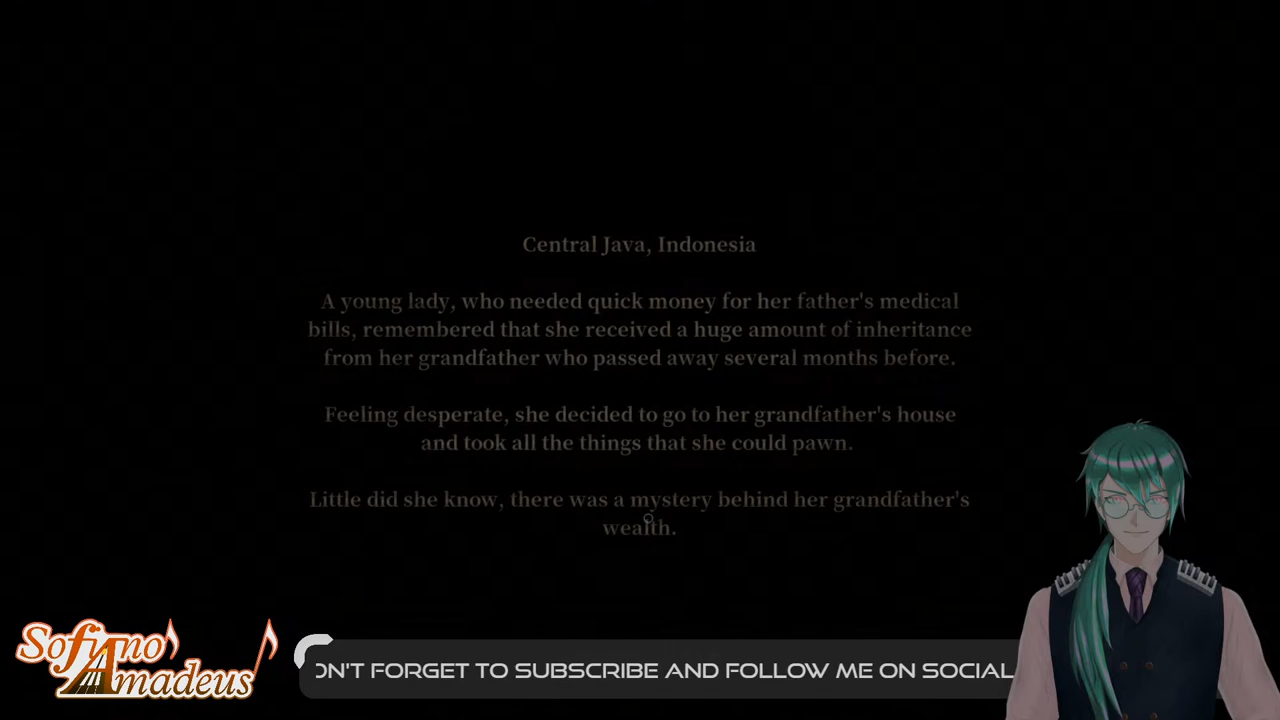 Central Java, Indonesia
A young lady, who needed quick money for her father's medical
bills, remembered that she received a huge amount of inheritance
from her grandfather who passed away several months before.
Feeling desperate, she decided to go to her grandfather's house
and took all the things that she could pawn.
Little did she know, there was a mystery behind her grandfather's
wealth.
Sofiano
Amadeus
ON'T FORGET TO SUBSCRIBE AND FOLLOW ME ON SOCIAL